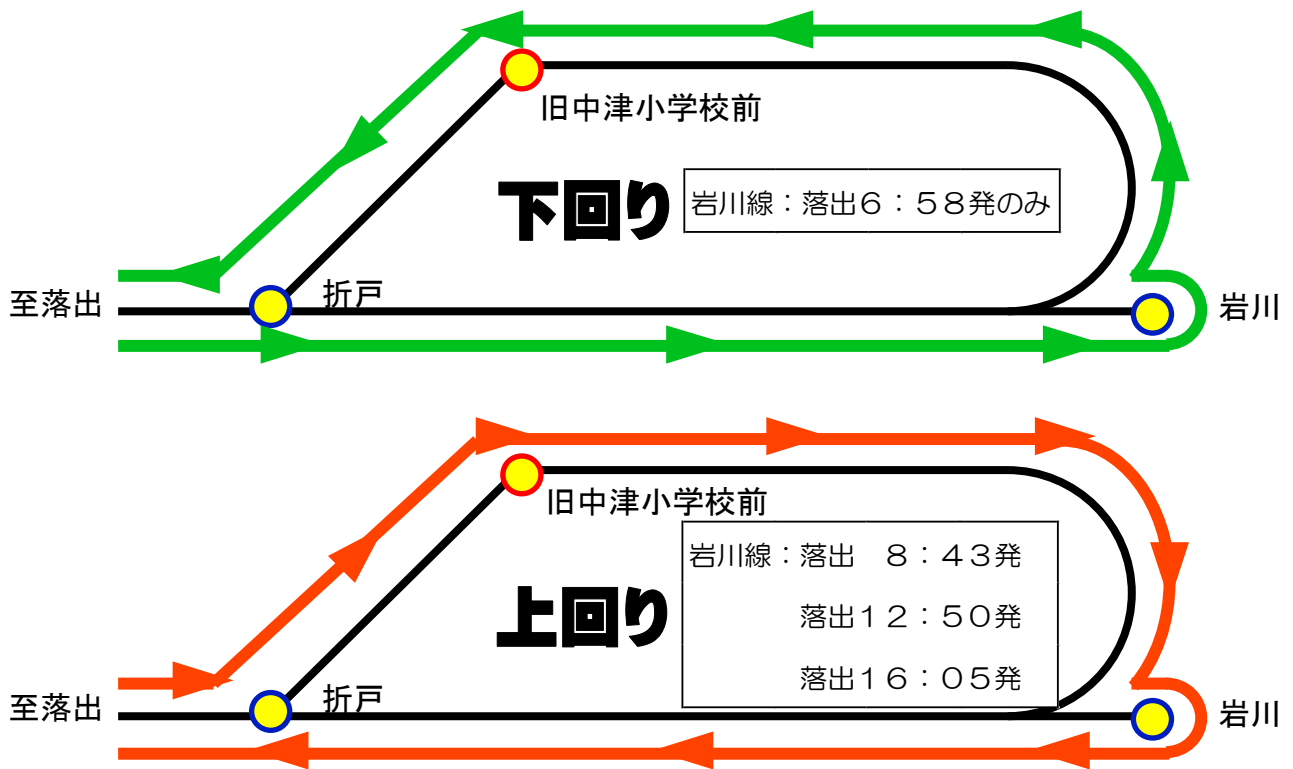 旧中津小学校前
下回り
岩川線：落出６：５８発のみ
至落出
折戸
岩川
旧中津小学校前
上回り
岩川線：落出　８：４３発
落出１２：５０発
落出１６：０５発
至落出
折戸
岩川